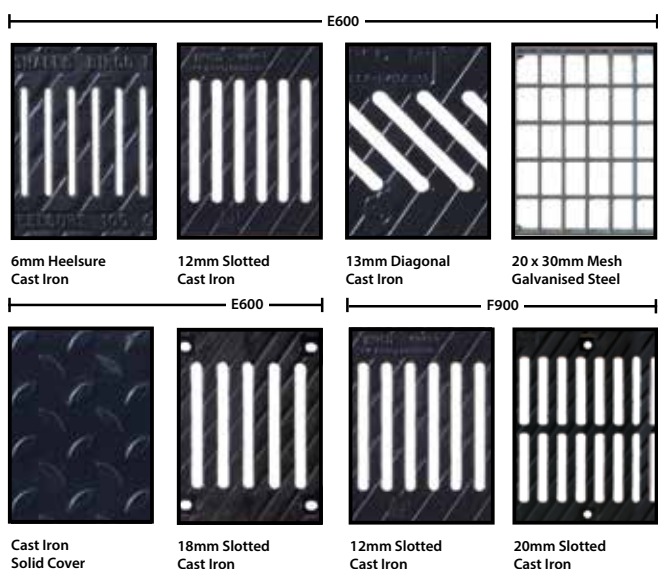 E600
6mm Heelsure
Cast Iron
12mm Slotted
Cast Iron
13mm Diagonal
Cast Iron
20 x 30mm Mesh
Galvanised Steel
E600
F900
Cast Iron
Solid Cover
18mm Slotted
Cast Iron
12mm Slotted
Cast Iron
20mm Slotted
Cast Iron